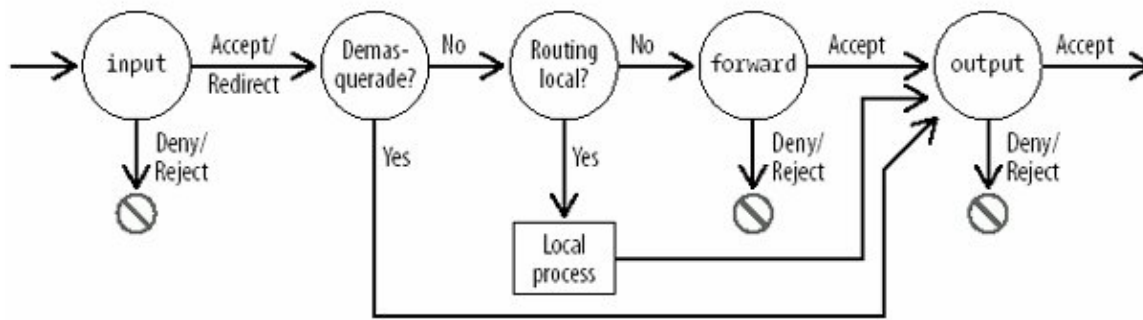 input
Accept/
Redirect
Demas-
querade?
No
Routing
local?
No
forward
Accept
output
Accept
Deny/
Reject
Yes
Yes
Deny/
Reject
Deny/
Reject
Local
process